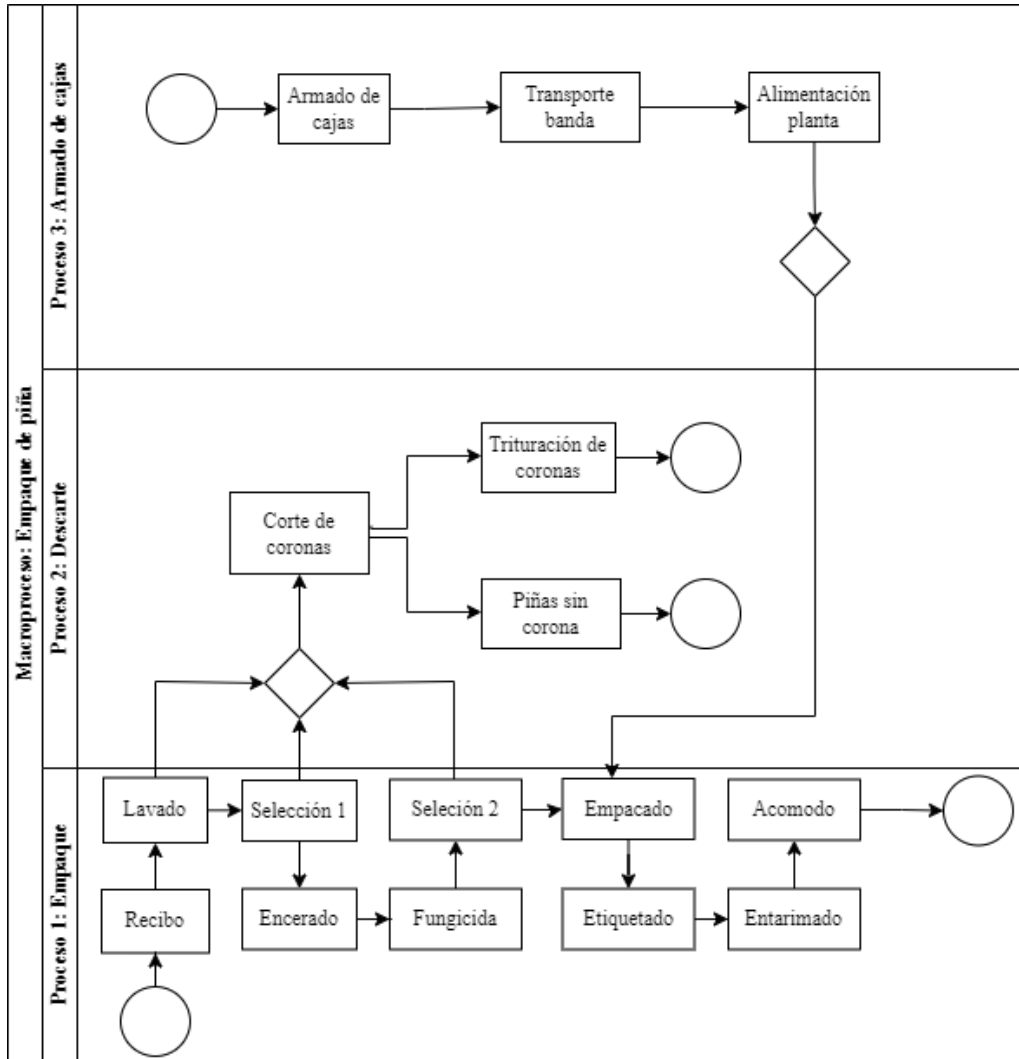 Macroproceso: Empaque de piña
Proceso 3: Armado de cajas
Armado de
cajas
Transporte
banda
Alimentación
planta
Proceso 2: Descarte
Trituración de
coronas
Corte de
coronas
Piñas sin
corona
Proceso 1: Empaque
Lavado
Selección 1
Seleción 2
Empacado
Acomodo
Recibo
Encerado
Fungicida
Etiquetado
Entarimado